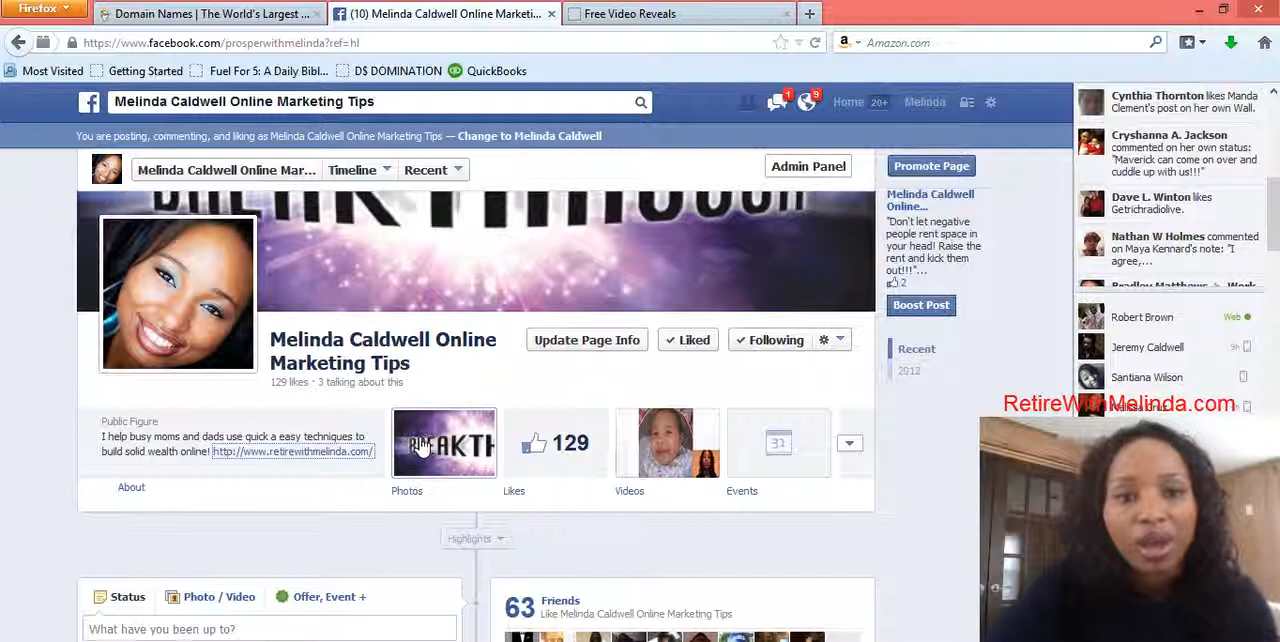 Firefox
Domain Names | The World's Largest ...
(10) Melinda Caldwell Online Marketi...
Free Video Reveals
https://www.facebook.com/prosperwithmelinda?ref=hl
Amazon.com
Most Visited
Getting Started
Fuel For 5: A Daily Bibl...
D$ DOMINATION
QuickBooks
Melinda Caldwell Online Marketing Tips
1
9
Home 20+
Melinda
You are posting, commenting, and liking as Melinda Caldwell Online Marketing Tips — Change to Melinda Caldwell
Melinda Caldwell Online Mar...
Timeline
Recent
Admin Panel
Promote Page
Melinda Caldwell
Online...
"Don't let negative
people rent space in
your head! Raise the
rent and kick them
out!!!"...
2
Boost Post
Recent
2012
BREAKTHROUGH
Melinda Caldwell Online
Marketing Tips
129 likes · 3 talking about this
Update Page Info
Liked
Following
Public Figure
I help busy moms and dads use quick a easy techniques to
build solid wealth online! http://www.retirewithmelinda.com/
About
BREAKTH
Photos
129
Likes
Videos
31
Events
Highlights
Status
Photo / Video
Offer, Event +
What have you been up to?
63 Friends
Like Melinda Caldwell Online Marketing Tips
Cynthia Thornton likes Manda
Clement's post on her own Wall.
Cryshanna A. Jackson
commented on her own status:
"Maverick can come on over and
cuddle up with us!!!"
Dave L. Winton likes
Getrichradiolive.
Nathan W Holmes commented
on Maya Kennard's note: "I
agree,...
Bradley Matthews
Robert Brown
Web
Jeremy Caldwell
9h
Santiana Wilson
RetireWithMelinda.com